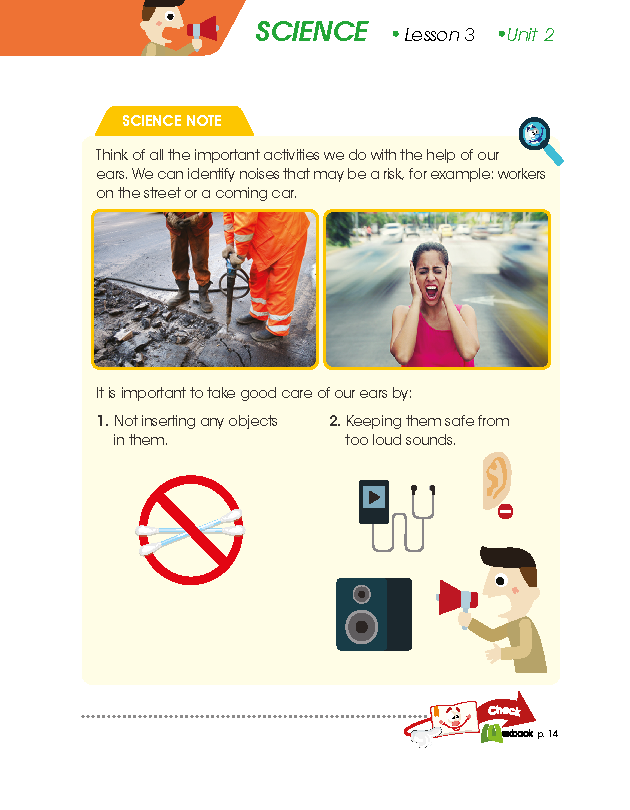 SCIENCE • Lesson 3 •Unit 2
SCIENCE NOTE
Think of all the important activities we do with the help of our
ears. We can identify noises that may be a risk, for example: workers
on the street or a coming car.
It is important to take good care of our ears by:
1. Not inserting any objects
in them.
2. Keeping them safe from
too loud sounds.
Check
p. 14